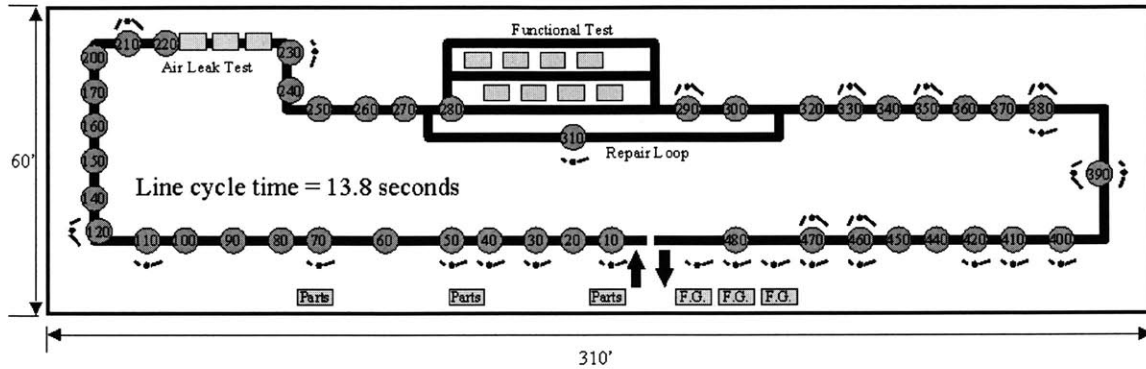 Functional Test
210 220
200 230
Air Leak Test
170 240
250 260 270 280 290 300 320 330 340 350 360 370 380
160
310
Repair Loop
60'
150 390
Line cycle time = 13.8 seconds
140
120
110 100 90 80 70 60 50 40 30 20 10 480 470 460 450 440 420 410 400
Parts Parts Parts F.G. F.G. F.G.
310'